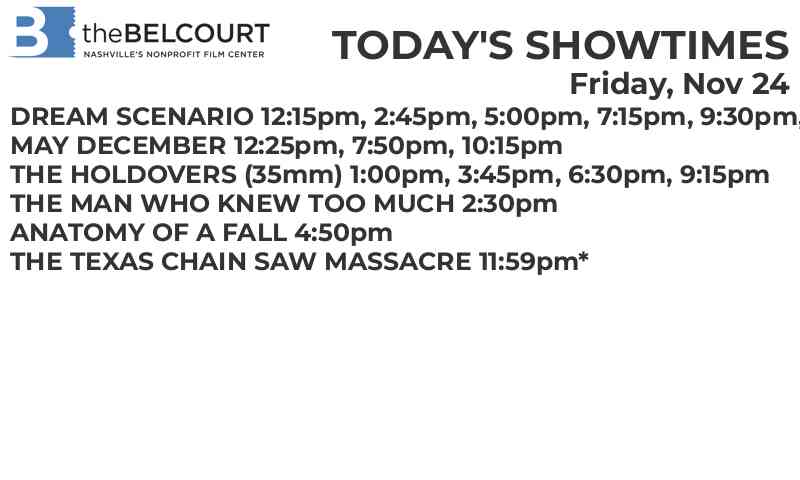 B theBELCOURT
NASHVILLE'S NONPROFIT FILM CENTER
TODAY'S SHOWTIMES
Friday, Nov 24
DREAM SCENARIO 12:15pm, 2:45pm, 5:00pm, 7:15pm, 9:30pm,
MAY DECEMBER 12:25pm, 7:50pm, 10:15pm
THE HOLDOVERS (35mm) 1:00pm, 3:45pm, 6:30pm, 9:15pm
THE MAN WHO KNEW TOO MUCH 2:30pm
ANATOMY OF A FALL 4:50pm
THE TEXAS CHAIN SAW MASSACRE 11:59pm*